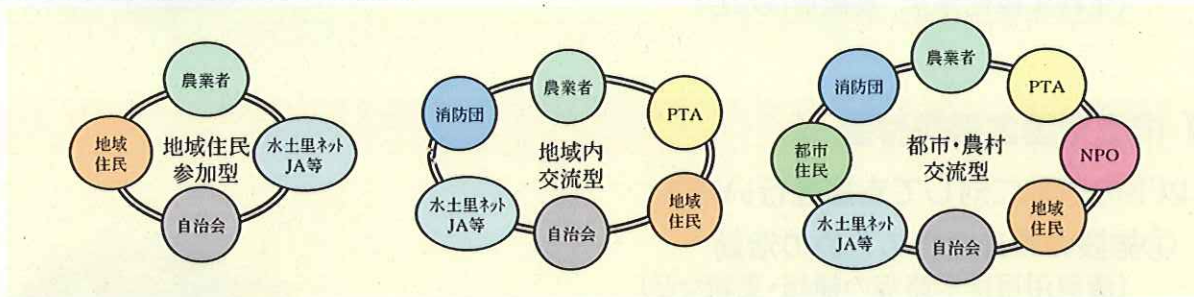 農業者
地域
住民
地域住民
参加型
水土里ネット
JA等
自治会
農業者
消防団
PTA
地域内
交流型
水土里ネット
JA等
地域
住民
自治会
農業者
消防団
PTA
都市
住民
都市・農村
交流型
NPO
水土里ネット
JA等
地域
住民
自治会